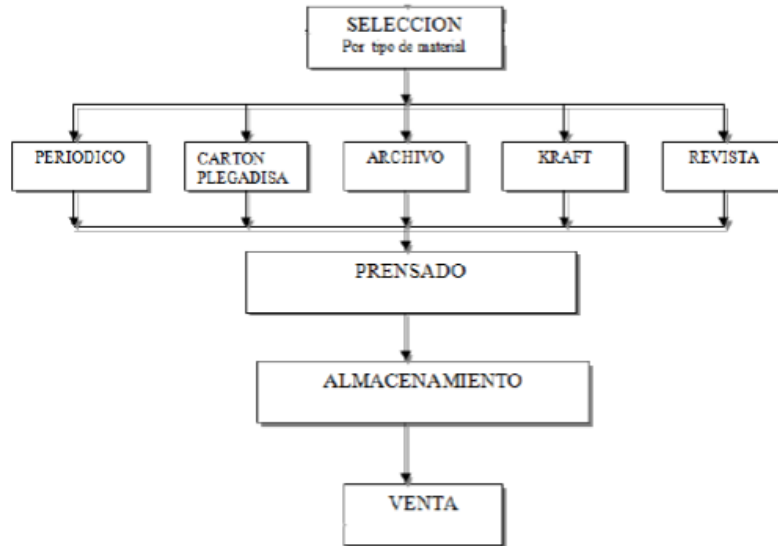 SELECCION
Por tipo de material
PERIODICO
CARTON
PLEGADISA
ARCHIVO
KRAFT
REVISTA
PRENSADO
ALMACENAMIENTO
VENTA